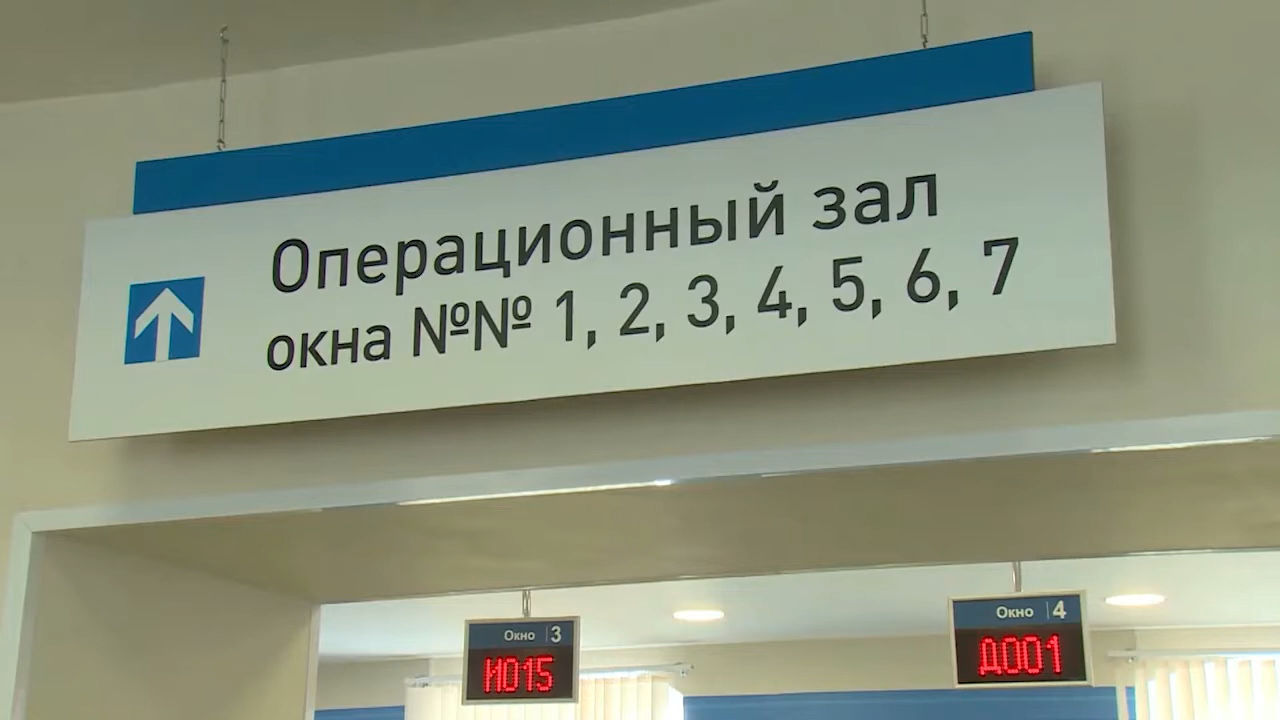 Операционный зал
окна №№ 1, 2, 3, 4, 5, 6, 7
Окно 3
И015
Окно 4
Д001